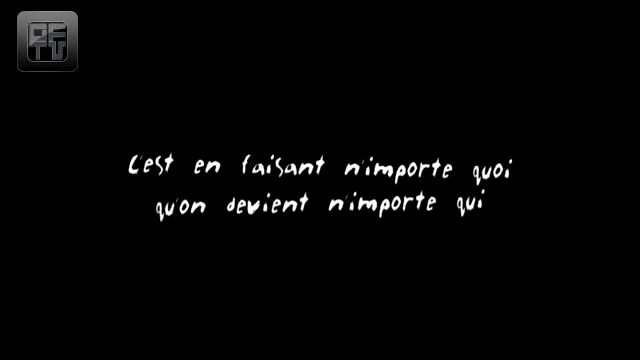 C'est en faisant n'importe quoi
qu'on devient n'importe qui